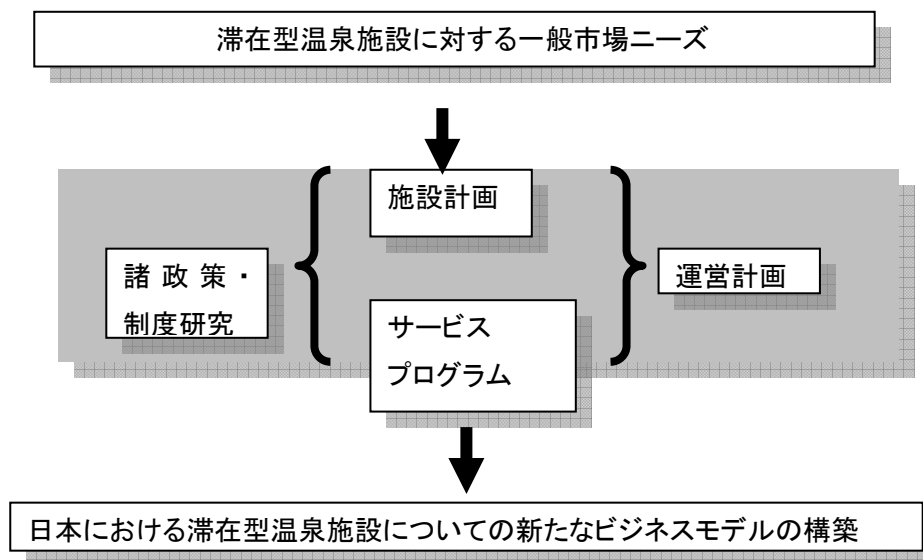 滞在型温泉施設に対する一般市場ニーズ
施設計画
諸政策・
制度研究
運営計画
サービス
プログラム
日本における滞在型温泉施設についての新たなビジネスモデルの構築